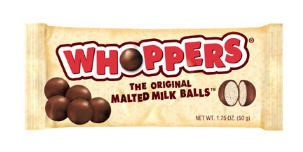 WHOPPERS®
THE ORIGINAL
MALTED MILK BALLS™
NET WT. 1.75 OZ. (50 g)